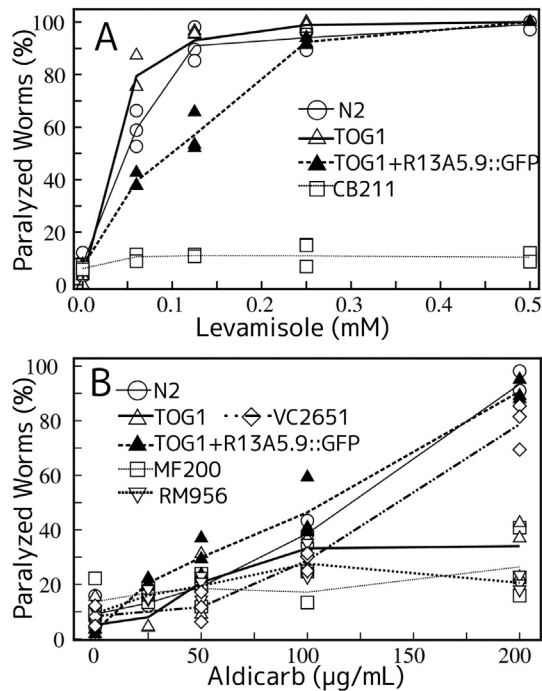 A
Paralyzed Worms (%)
100
80
60
40
20
0
N2
TOG1
TOG1+R13A5.9::GFP
CB211
0.0
0.1
0.2
0.3
0.4
0.5
Levamisole (mM)
B
Paralyzed Worms (%)
100
80
60
40
20
0
N2
TOG1 VC2651
TOG1+R13A5.9::GFP
MF200
RM956
0
50
100
150
200
Aldicarb (µg/mL)